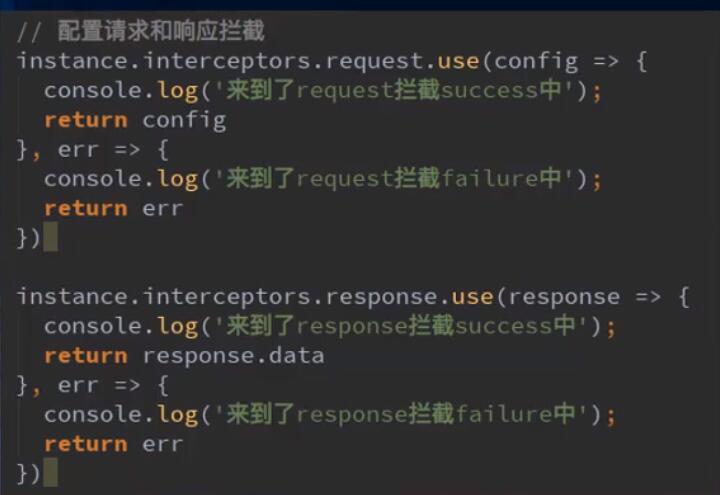 // 配置请求和响应拦截
instance.interceptors.request.use(config => {
  console.log('来到了request拦截success中');
  return config
}, err => {
  console.log('来到了request拦截failure中');
  return err
})
instance.interceptors.response.use(response => {
  console.log('来到了response拦截success中');
  return response.data
}, err => {
  console.log('来到了response拦截failure中');
  return err
})